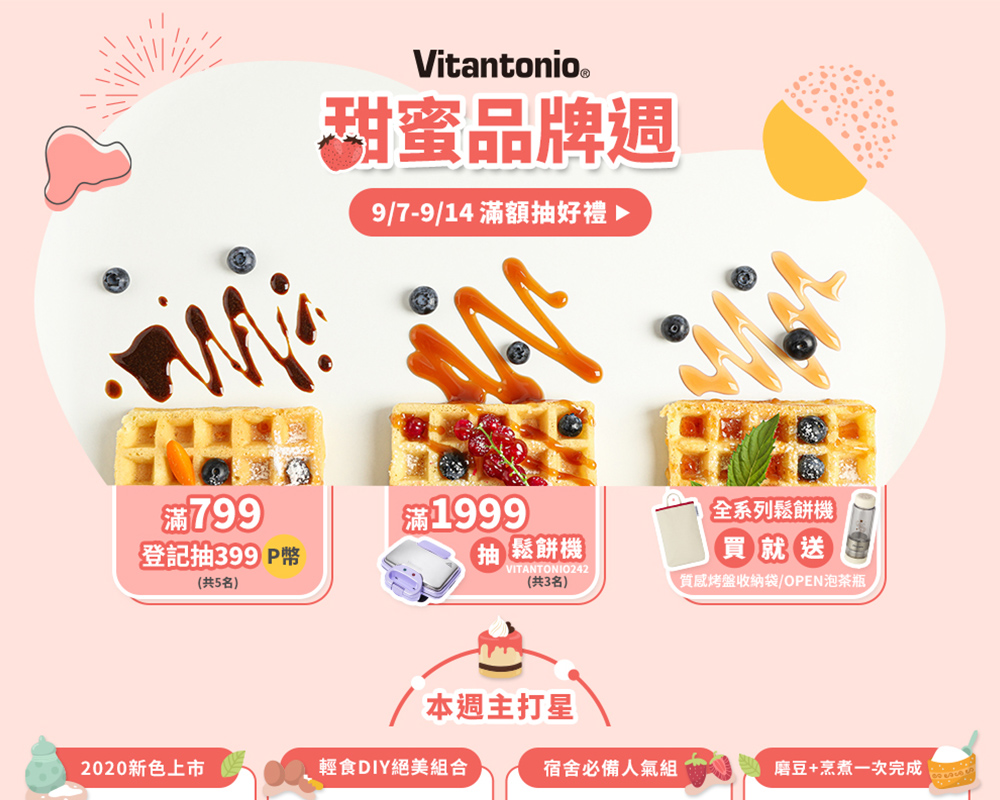 Vitantonio®
甜蜜品牌週
9/7-9/14 滿額抽好禮
滿799
登記抽399 P幣
(共5名)
滿1999
抽 鬆餅機
VITANTONIO242
(共3名)
全系列鬆餅機
買 就 送
質感烤盤收納袋/OPEN泡茶瓶
本週主打星
2020新色上市
輕食DIY絕美組合
宿舍必備人氣組
磨豆+烹煮一次完成